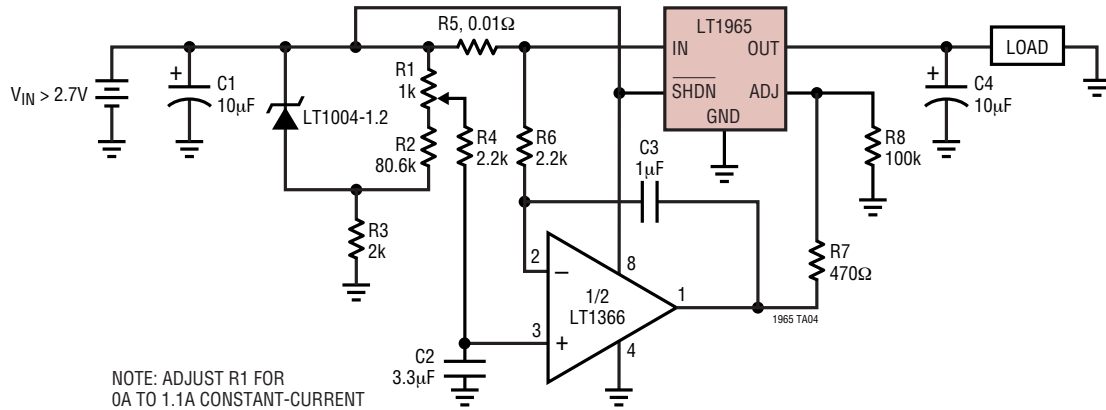 R5, 0.01Ω
LT1965
IN
OUT
LOAD
R1
1k
+
C1
10µF
VIN > 2.7V
LT1004-1.2
SHDN
ADJ
+
C4
10µF
GND
R2
80.6k
R4
2.2k
R6
2.2k
C3
1µF
R8
100k
R3
2k
2
–
8
R7
470Ω
1/2
LT1366
1
1965 TA04
3
+
4
C2
3.3µF
NOTE: ADJUST R1 FOR
0A TO 1.1A CONSTANT-CURRENT